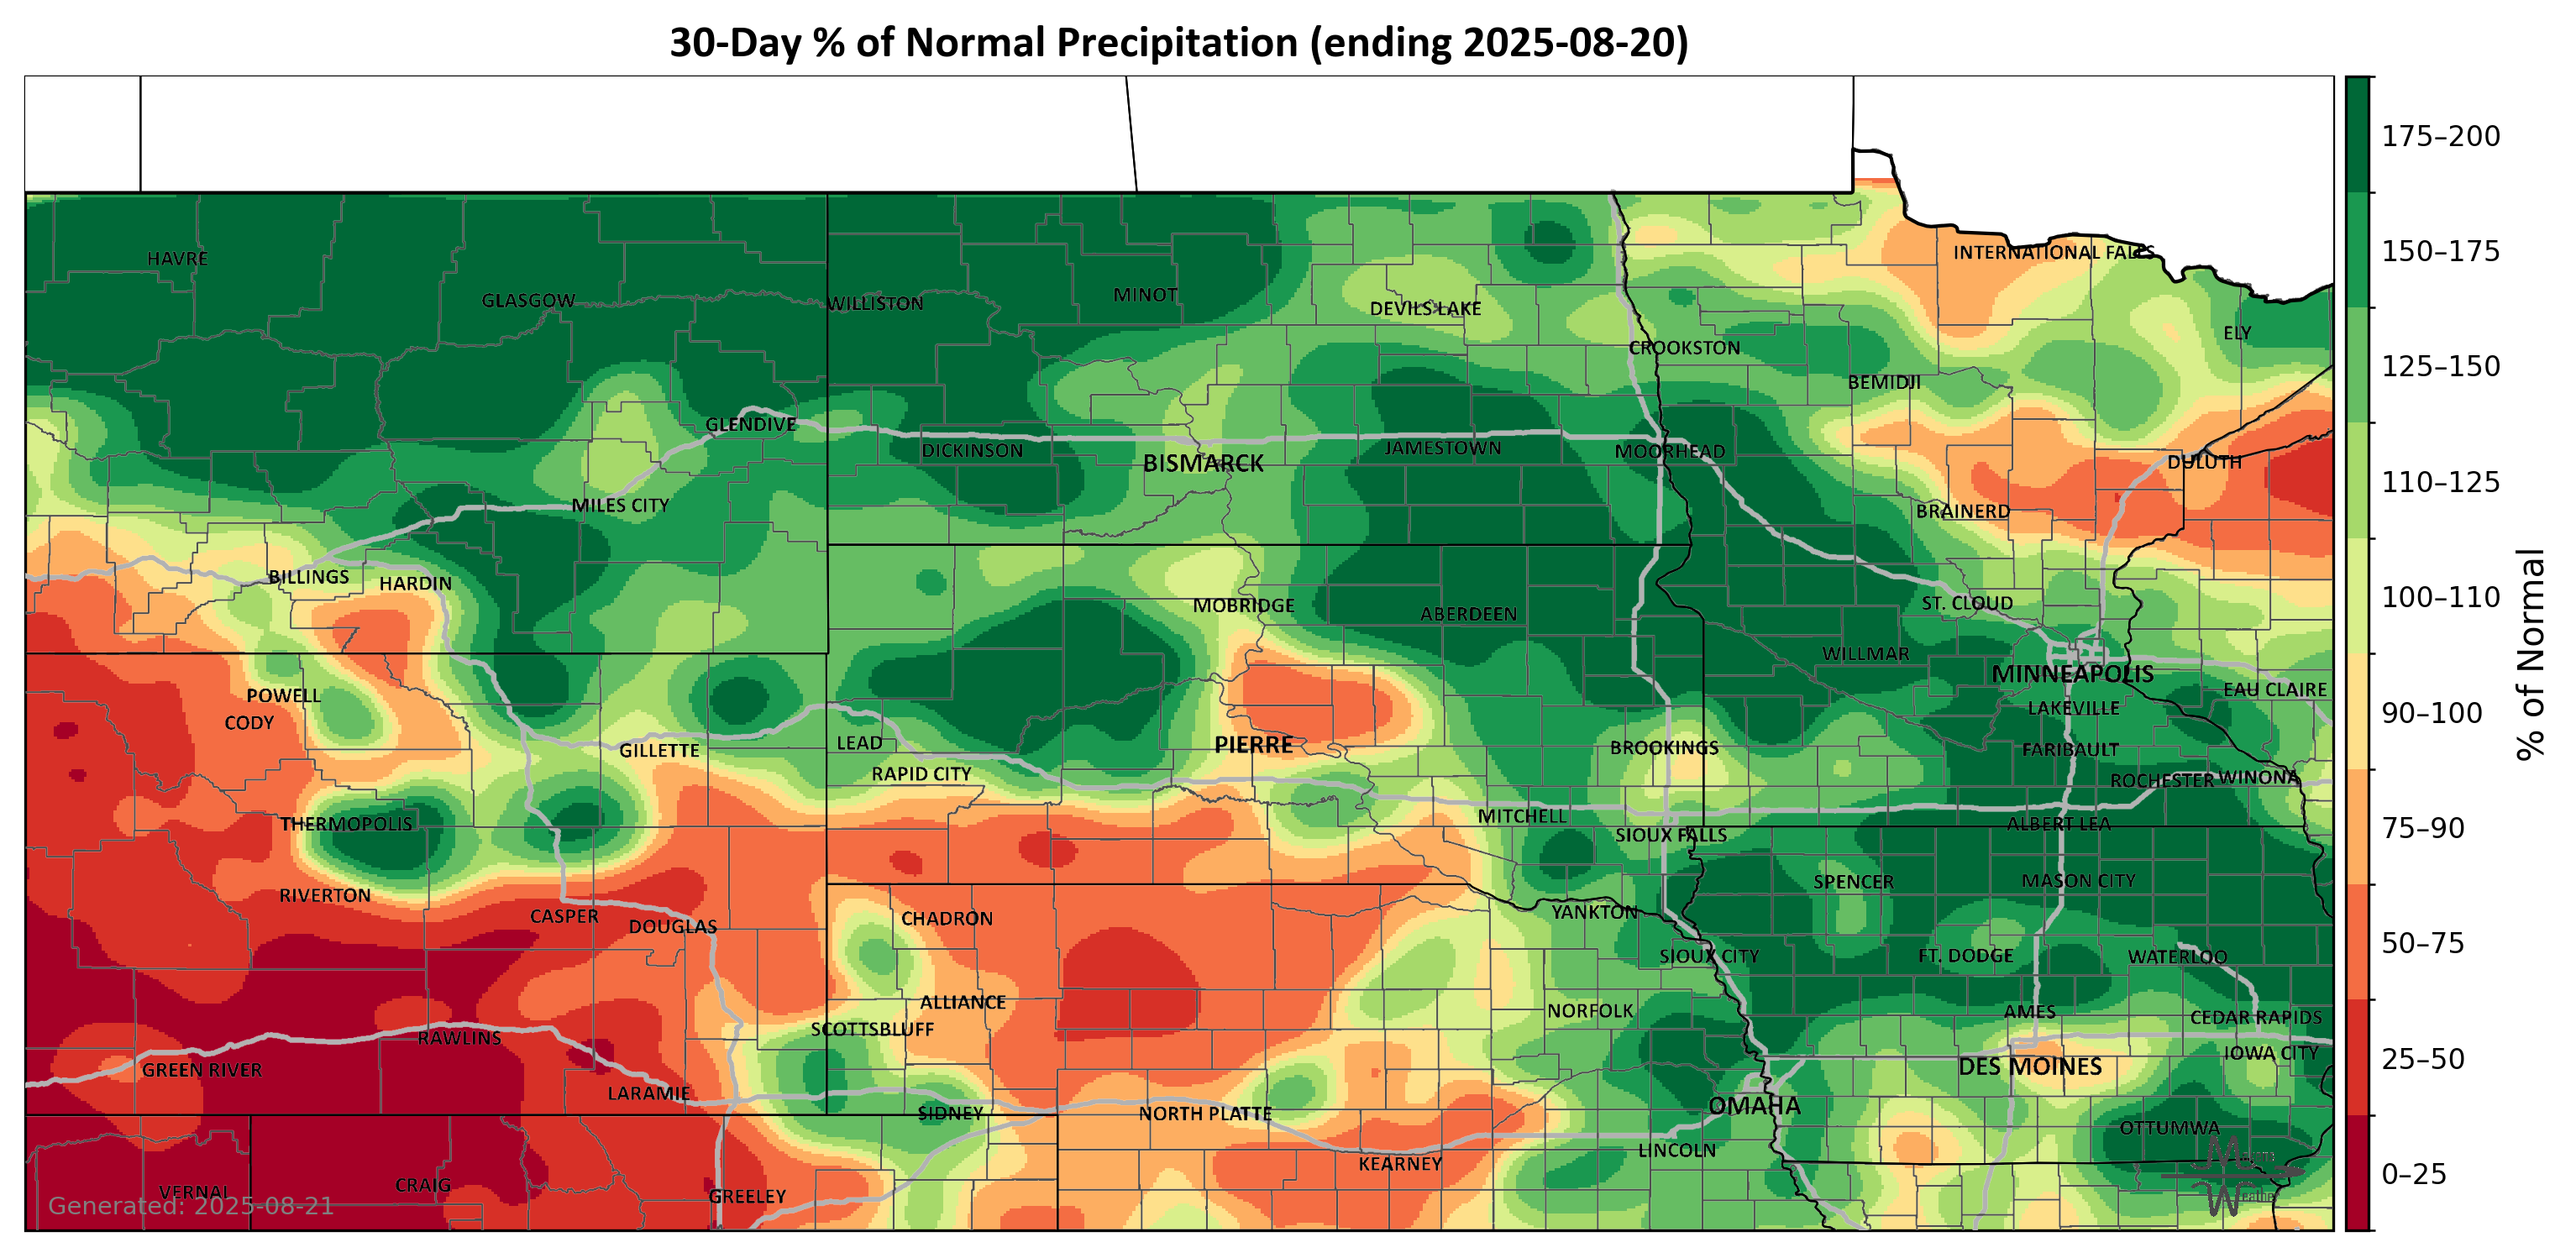 30-Day % of Normal Precipitation (ending 2025-08-20)
175–200
150–175
125–150
110–125
100–110
90–100
75–90
50–75
25–50
0–25
% of Normal
HAVRE
GLASGOW
WILLISTON
MINOT
DEVILS LAKE
CROOKSTON
INTERNATIONAL FALLS
ELY
BEMIDJI
GLENDIVE
DICKINSON
BISMARCK
JAMESTOWN
MOORHEAD
DULUTH
MILES CITY
BRAINERD
BILLINGS
HARDIN
MOBRIDGE
ABERDEEN
ST. CLOUD
WILLMAR
MINNEAPOLIS
EAU CLAIRE
POWELL
CODY
LAKEVILLE
GILLETTE
LEAD
RAPID CITY
PIERRE
BROOKINGS
FARIBAULT
ROCHESTER
WINONA
THERMOPOLIS
MITCHELL
SIOUX FALLS
ALBERT LEA
RIVERTON
CASPER
DOUGLAS
CHADRON
YANKTON
SPENCER
MASON CITY
SIOUX CITY
FT. DODGE
WATERLOO
ALLIANCE
SCOTTSBLUFF
NORFOLK
AMES
CEDAR RAPIDS
RAWLINS
GREEN RIVER
LARAMIE
SIDNEY
NORTH PLATTE
OMAHA
DES MOINES
IOWA CITY
OTTUMWA
KEARNEY
LINCOLN
VERNAL
CRAIG
GREELEY
Generated: 2025-08-21